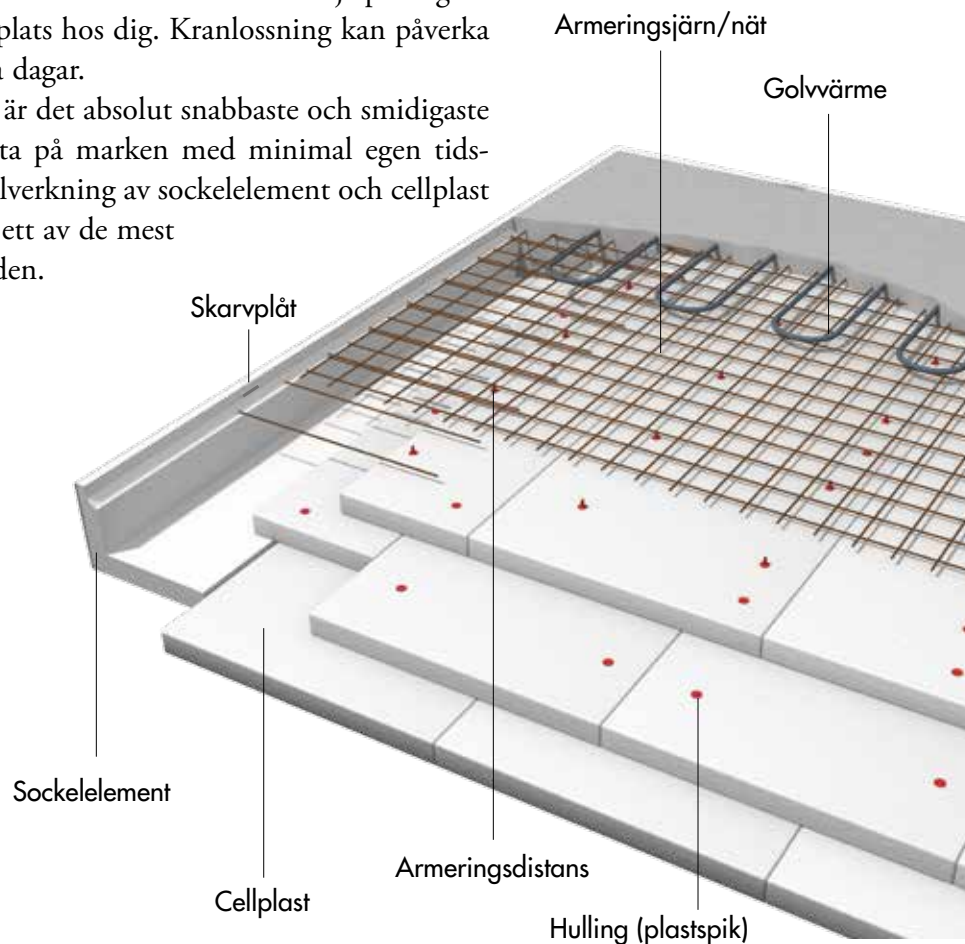 plats hos dig. Kranlossning kan påverka
dagar.
är det absolut snabbaste och smidigaste
ta på marken med minimal egen tids-
lverkning av sockelelement och cellplast
ett av de mest
den.
Armeringsjärn/nät
Golvvärme
Skarvplåt
Sockelelement
Armeringsdistans
Cellplast
Hulling (plastspik)